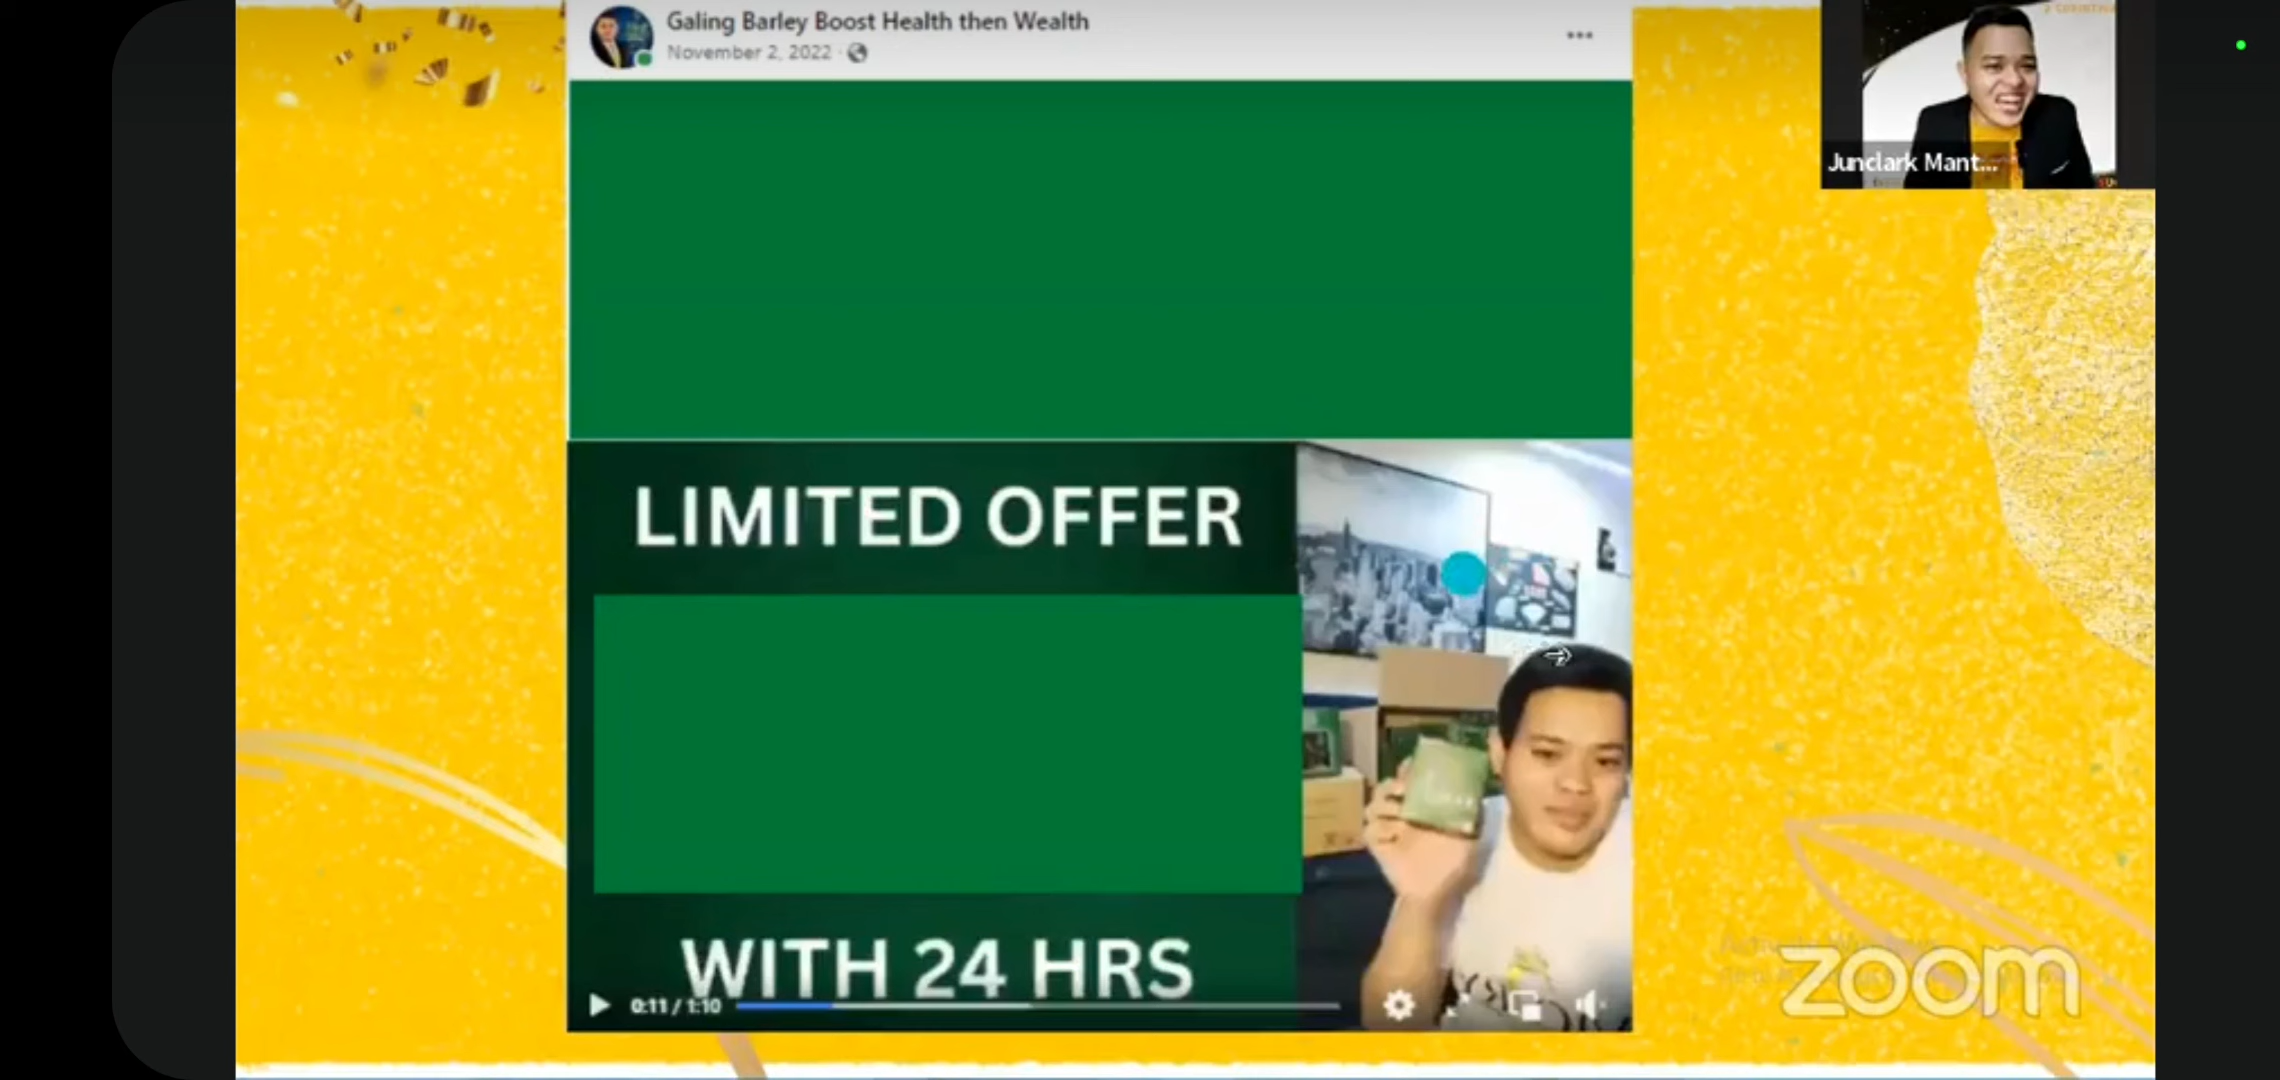 Galing Barley Boost Health then Wealth
November 2, 2022
Junclark Mant...
LIMITED OFFER
WITH 24 HRS
0:11 / 1:10
zoom